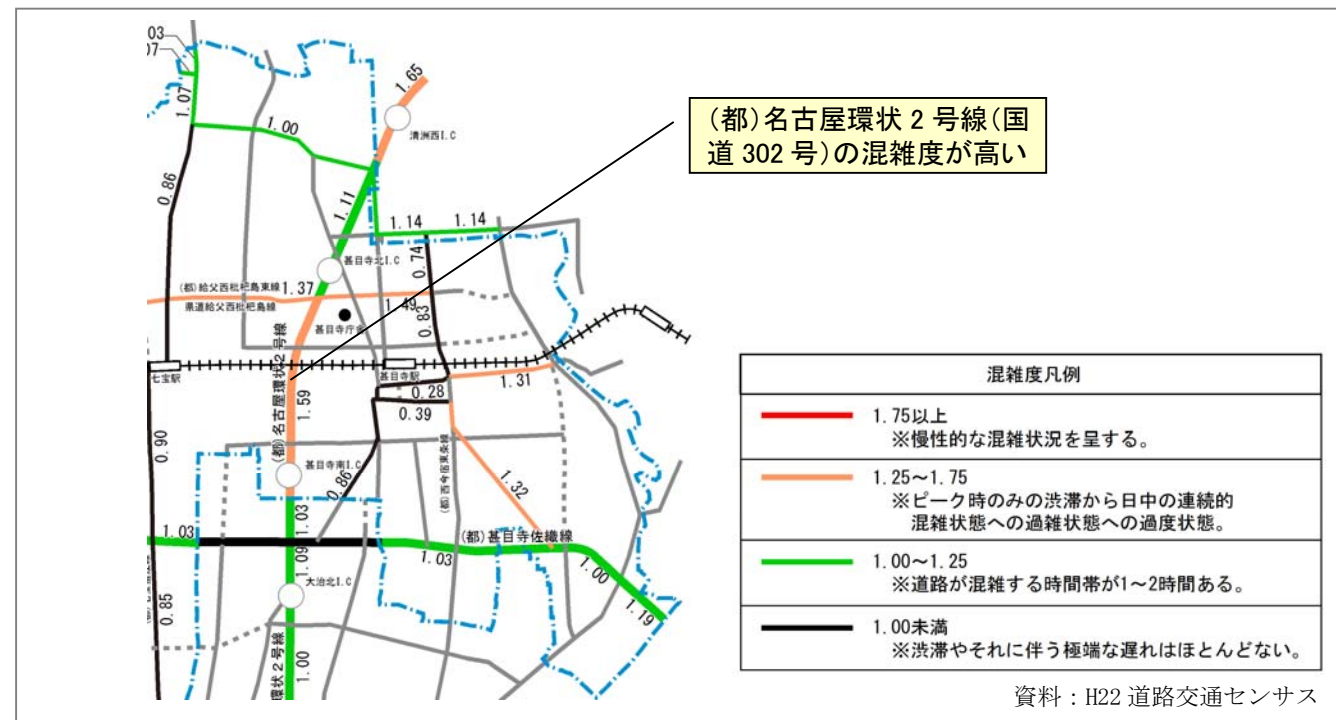 03
07
1.07
1.00
0.86
1.65
清洲西I.C
(都)名古屋環状２号線(国
道 302 号)の混雑度が高い
1.11
1.14
1.14
0.74
甚目寺北I.C
(都)給父西枇杷島東線
1.37
県道給父西枇杷島線
1.49
0.83
甚目寺庁舎
(都)名古屋環状２号線
七宝駅
甚目寺駅
1.31
0.28
0.39
1.59
0.90
甚目寺南I.C
0.86
(都)西今宿東条線
1.32
1.03
1.03
(都)甚目寺佐織線
1.03
1.09
1.00
大治北I.C
0.85
1.19
環状２号線
1.00
混雑度凡例
1.75以上
※慢性的な混雑状況を呈する。
1.25～1.75
※ピーク時のみの渋滞から日中の連続的
混雑状態への過雑状態への過度状態。
1.00～1.25
※道路が混雑する時間帯が1～2時間ある。
1.00未満
※渋滞やそれに伴う極端な遅れはほとんどない。
資料：H22 道路交通センサス